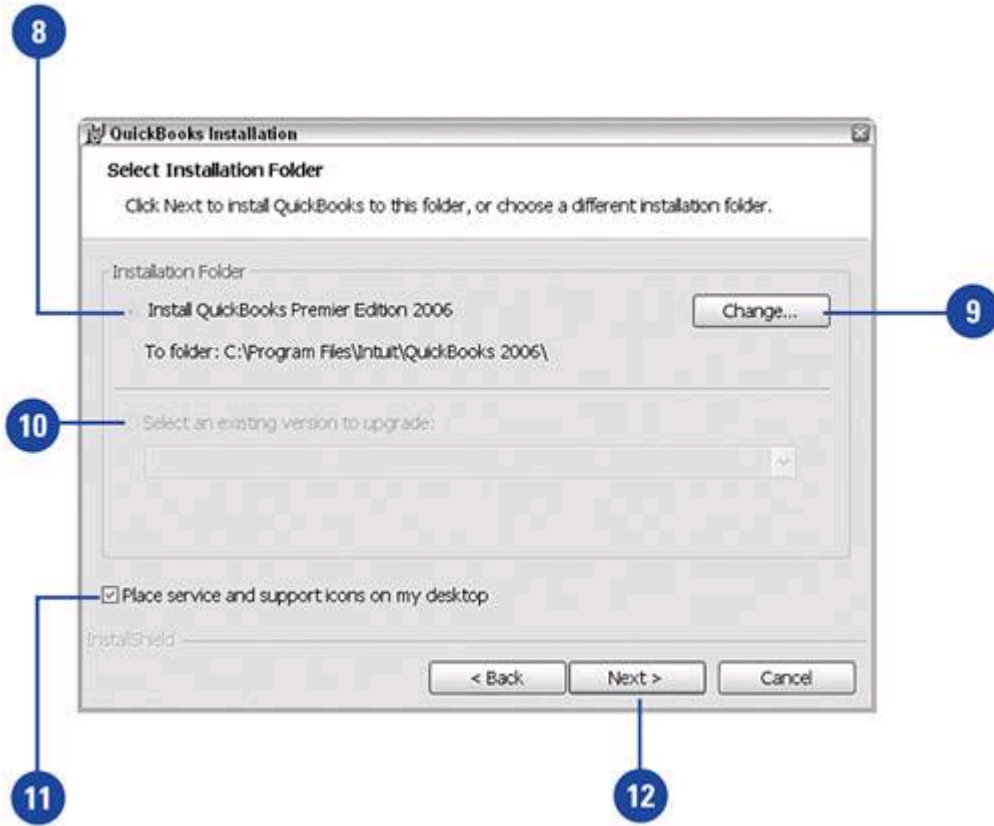 8
QuickBooks Installation
Select Installation Folder
Click Next to install QuickBooks to this folder, or choose a different installation folder.
Installation Folder
Install QuickBooks Premier Edition 2006
Change...
9
To folder: C:\Program Files\Intuit\QuickBooks 2006\
10
Select an existing version to upgrade:
Place service and support icons on my desktop
InstallShield
< Back
Next >
Cancel
11
12